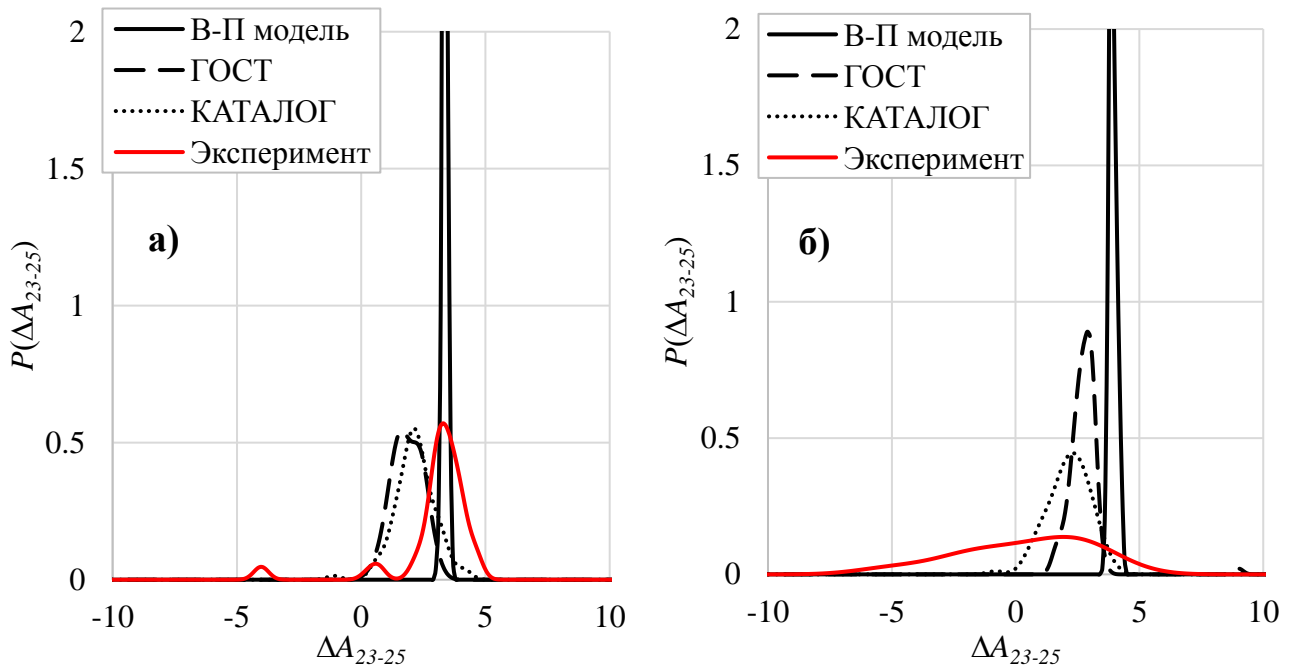 В-П модель
ГОСТ
КАТАЛОГ
Эксперимент
а)
P(ΔA23-25)
2
1.5
1
0.5
0
-10
-5
0
5
10
ΔA23-25
В-П модель
ГОСТ
КАТАЛОГ
Эксперимент
б)
P(ΔA23-25)
2
1.5
1
0.5
0
-10
-5
0
5
10
ΔA23-25